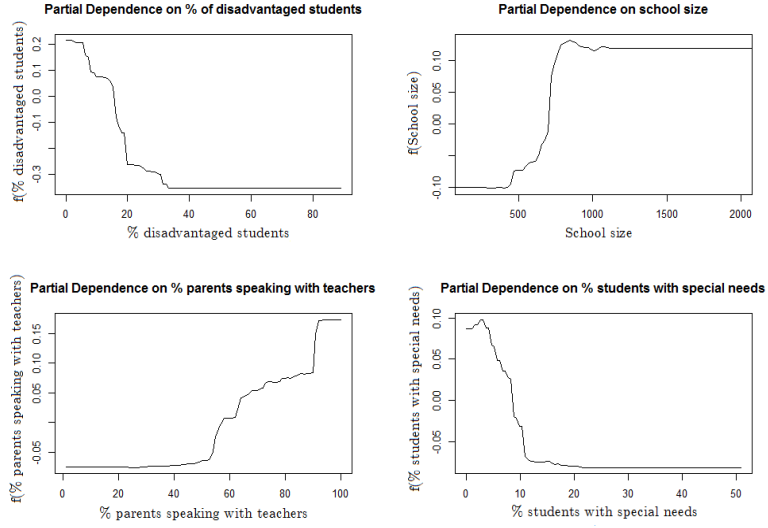 Partial Dependence on % of disadvantaged students
f(% disadvantaged students)
0.2
0.1
0.0
-0.1
-0.3
0 20 40 60 80
% disadvantaged students
Partial Dependence on school size
f(School size)
0.10
0.05
0.00
-0.10
500 1000 1500 2000
School size
Partial Dependence on % parents speaking with teachers
f(% parents speaking with teachers)
0.15
0.10
0.05
-0.05
0 20 40 60 80 100
% parents speaking with teachers
Partial Dependence on % students with special needs
f(% students with special needs)
0.10
0.05
0.00
-0.05
0 10 20 30 40 50
% students with special needs